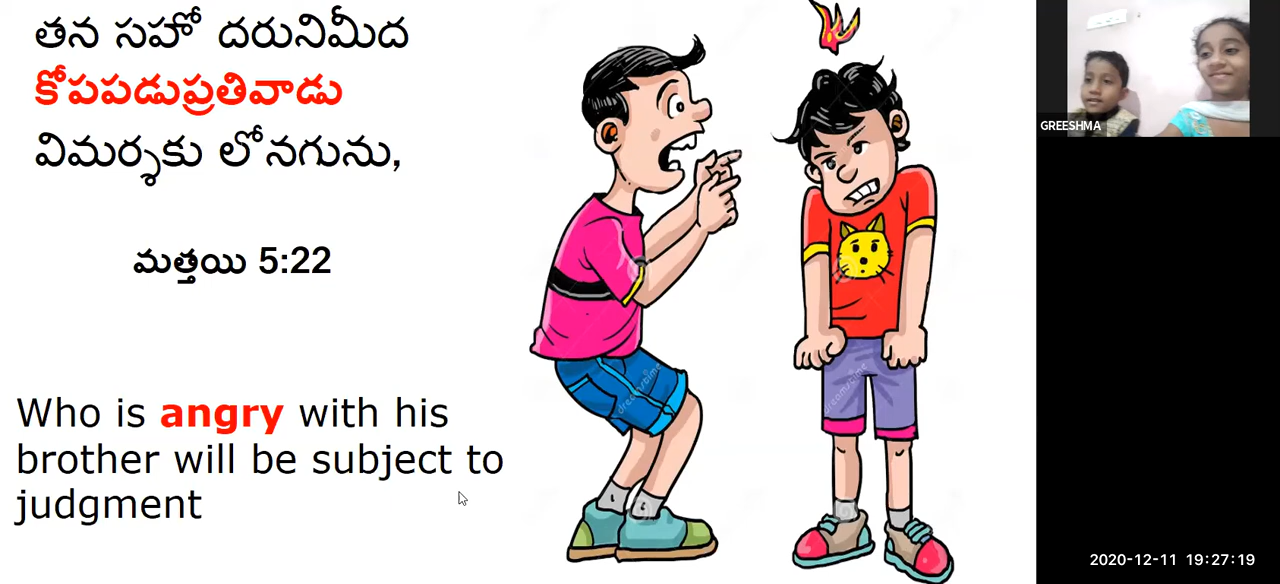 తన సహో దరునిమీద
కోపపడుప్రతివాడు
విమర్శకు లోనగును,
మత్తయి 5:22
Who is angry with his
brother will be subject to
judgment
GREESHMA
2020-12-11 19:27:19
dreamstime